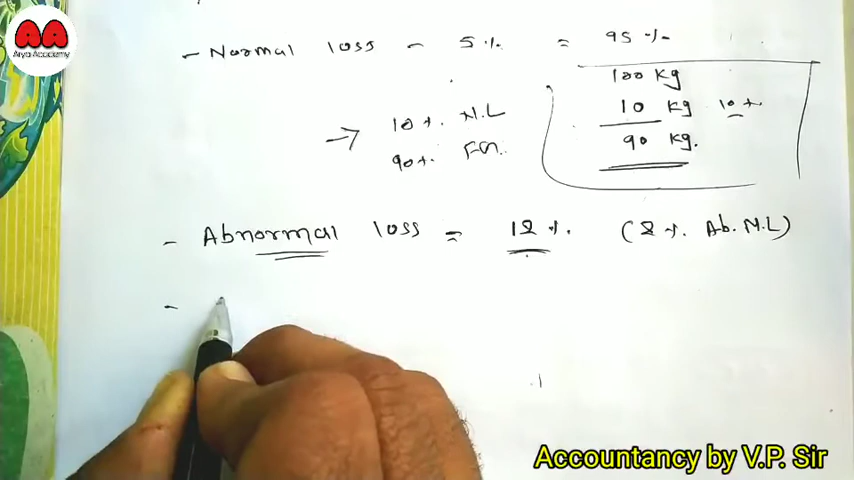 AA
Arya Academy
- Normal loss - 5% = 95%
100 kg
10 kg 10%
90 kg.
→ 10%. N.L
90%.
- Abnormal loss = 12%. (2%. Ab. N.L)
-
Accountancy by V.P. Sir